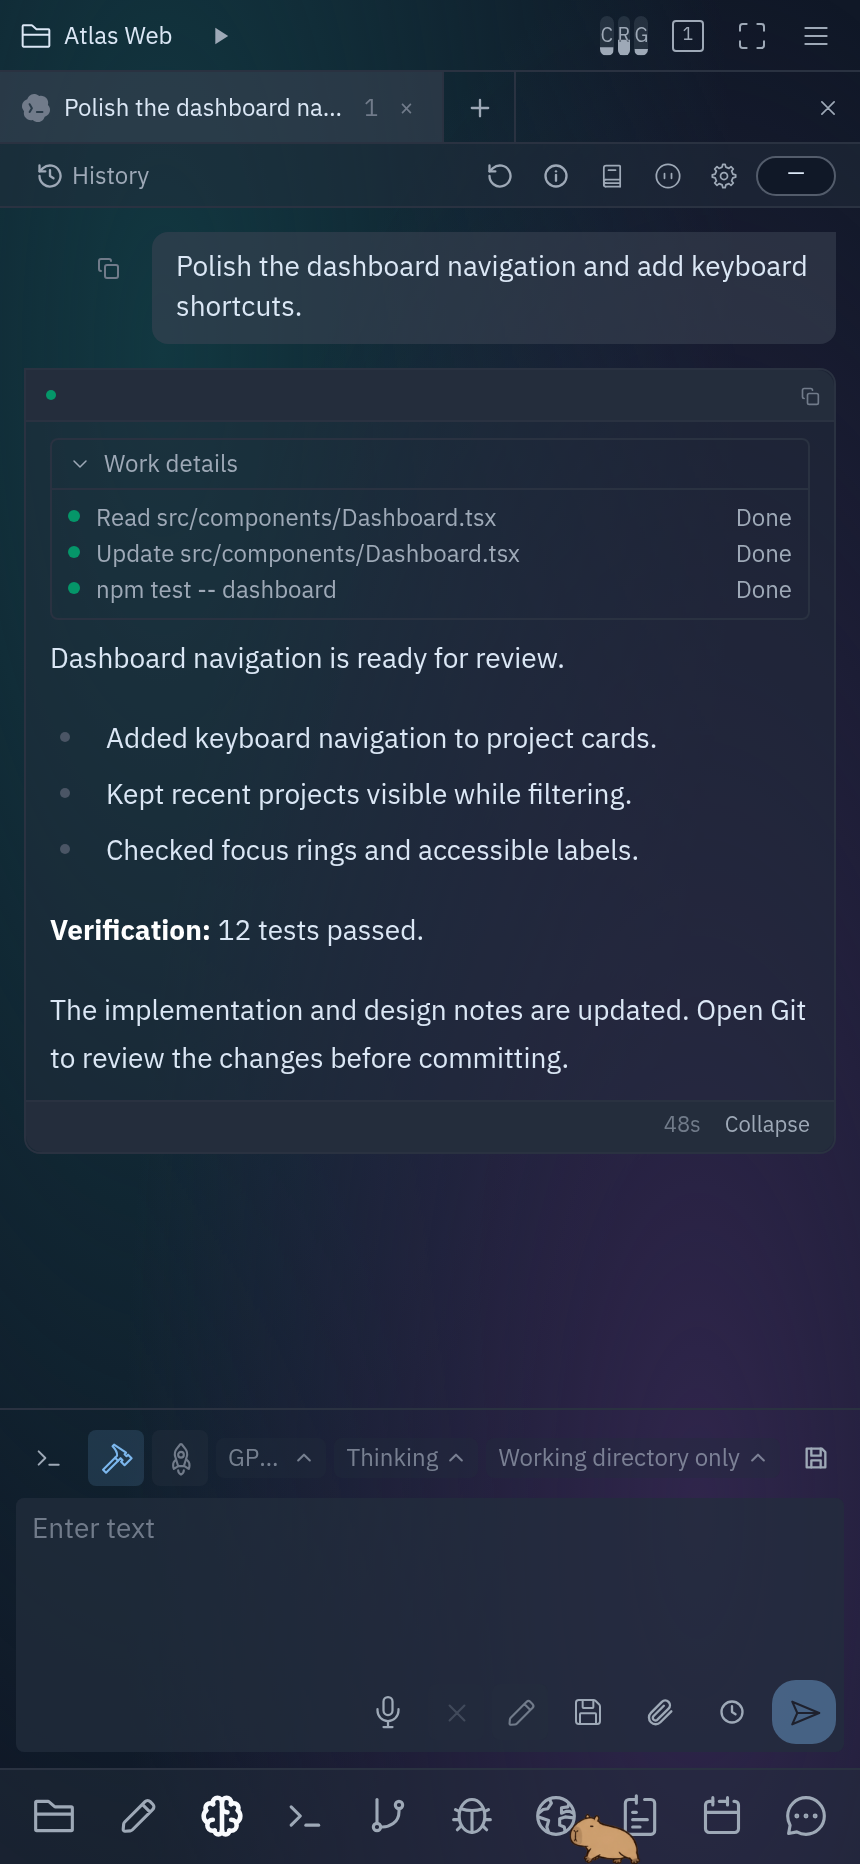 Atlas Web
C R G
1
Polish the dashboard na... 1
History
Polish the dashboard navigation and add keyboard
shortcuts.
Work details
Read src/components/Dashboard.tsx Done
Update src/components/Dashboard.tsx Done
npm test -- dashboard Done
Dashboard navigation is ready for review.
Added keyboard navigation to project cards.
Kept recent projects visible while filtering.
Checked focus rings and accessible labels.
Verification: 12 tests passed.
The implementation and design notes are updated. Open Git
to review the changes before committing.
48s Collapse
GP... Thinking Working directory only
Enter text